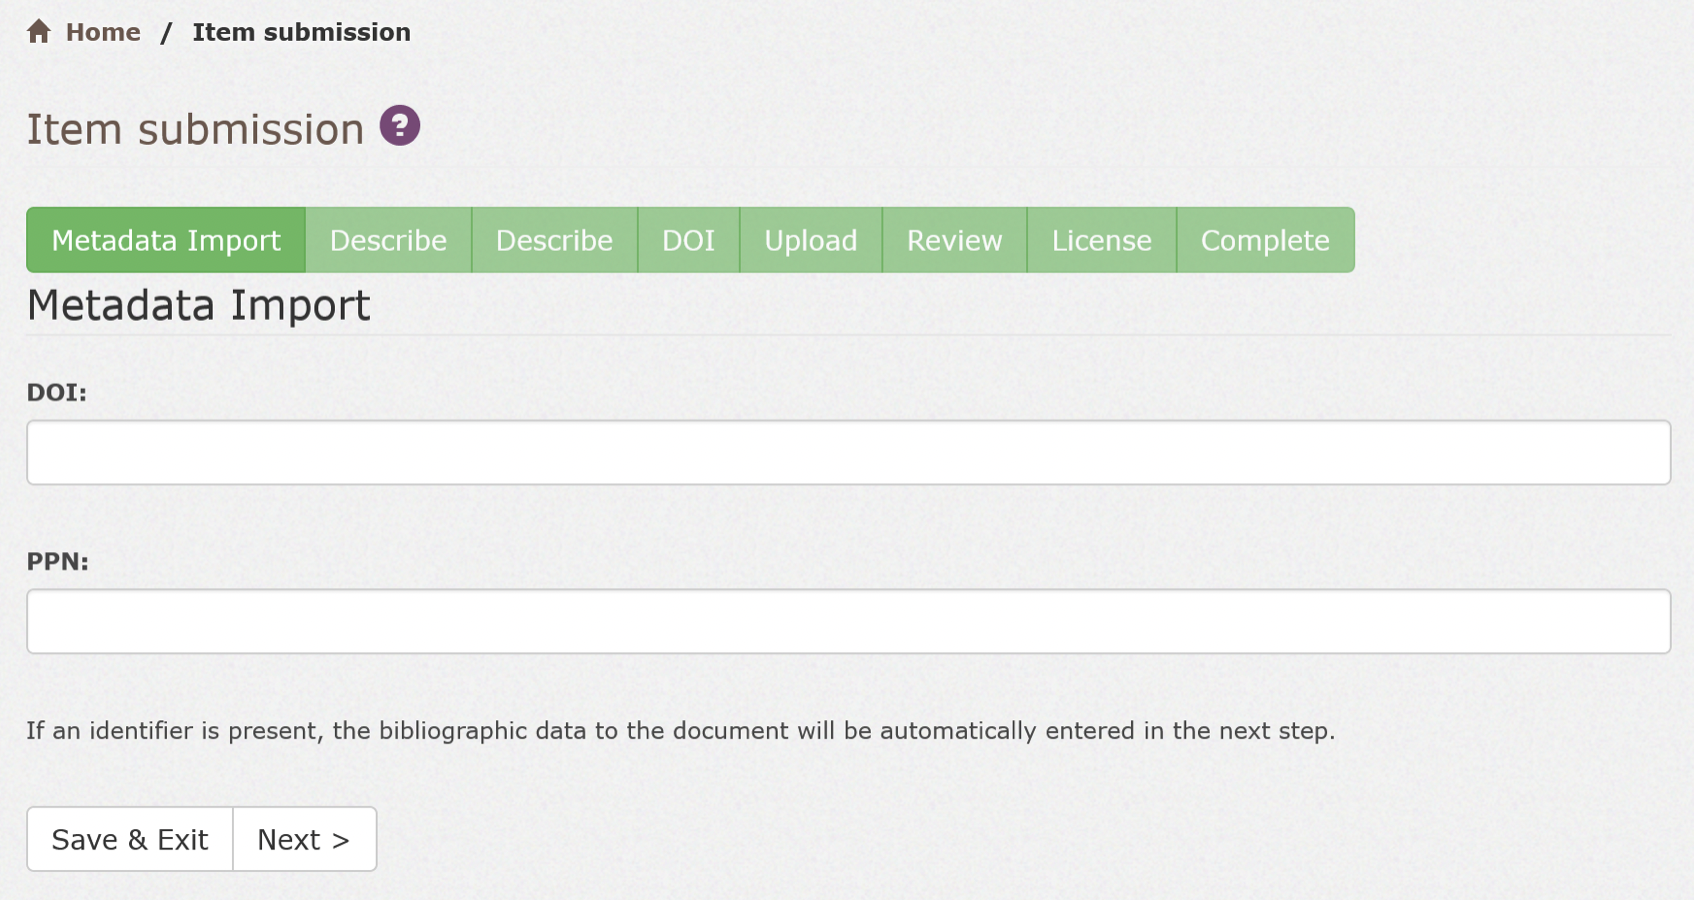 Home / Item submission
Item submission ?
Metadata Import Describe Describe DOI Upload Review License Complete
Metadata Import
DOI:
PPN:
If an identifier is present, the bibliographic data to the document will be automatically entered in the next step.
Save & Exit Next >